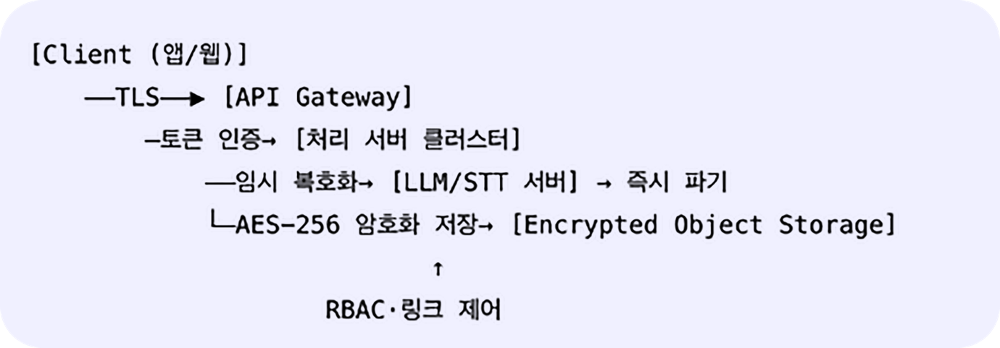 [Client (앱/웹)]
──TLS──▶ [API Gateway]
─토큰 인증→ [처리 서버 클러스터]
──임시 복호화→ [LLM/STT 서버] → 즉시 파기
└─AES-256 암호화 저장→ [Encrypted Object Storage]
↑
RBAC·링크 제어